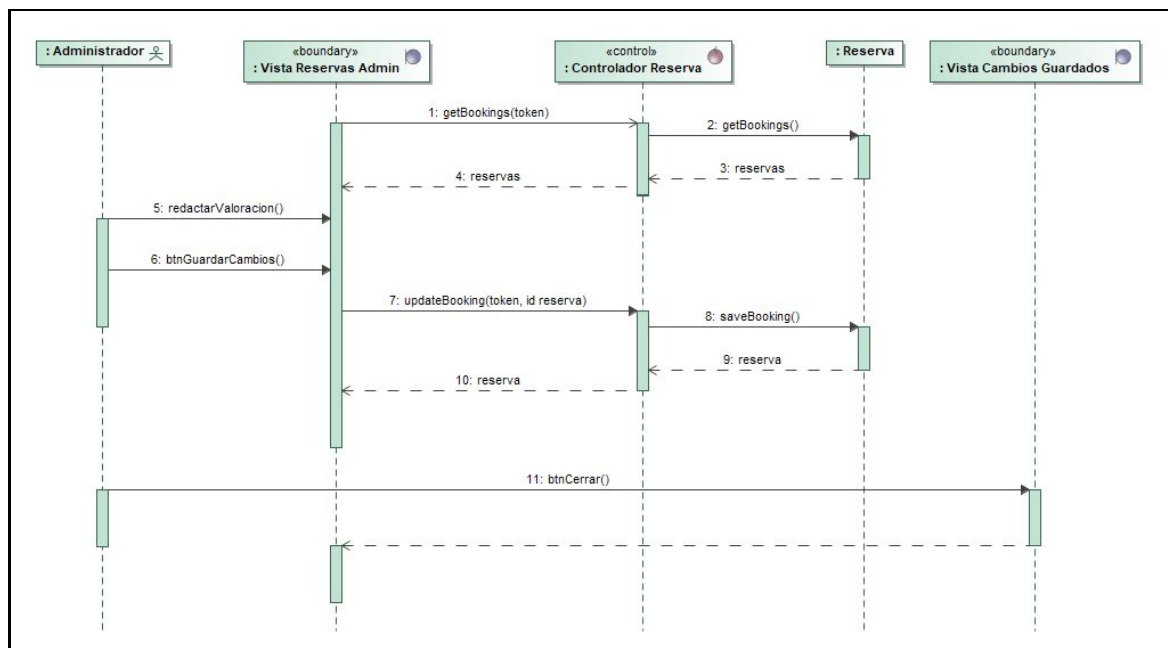 : Administrador
«boundary»
: Vista Reservas Admin
«control»
: Controlador Reserva
: Reserva
«boundary»
: Vista Cambios Guardados
1: getBookings(token)
2: getBookings()
3: reservas
4: reservas
5: redactarValoracion()
6: btnGuardarCambios()
7: updateBooking(token, id reserva)
8: saveBooking()
9: reserva
10: reserva
11: btnCerrar()